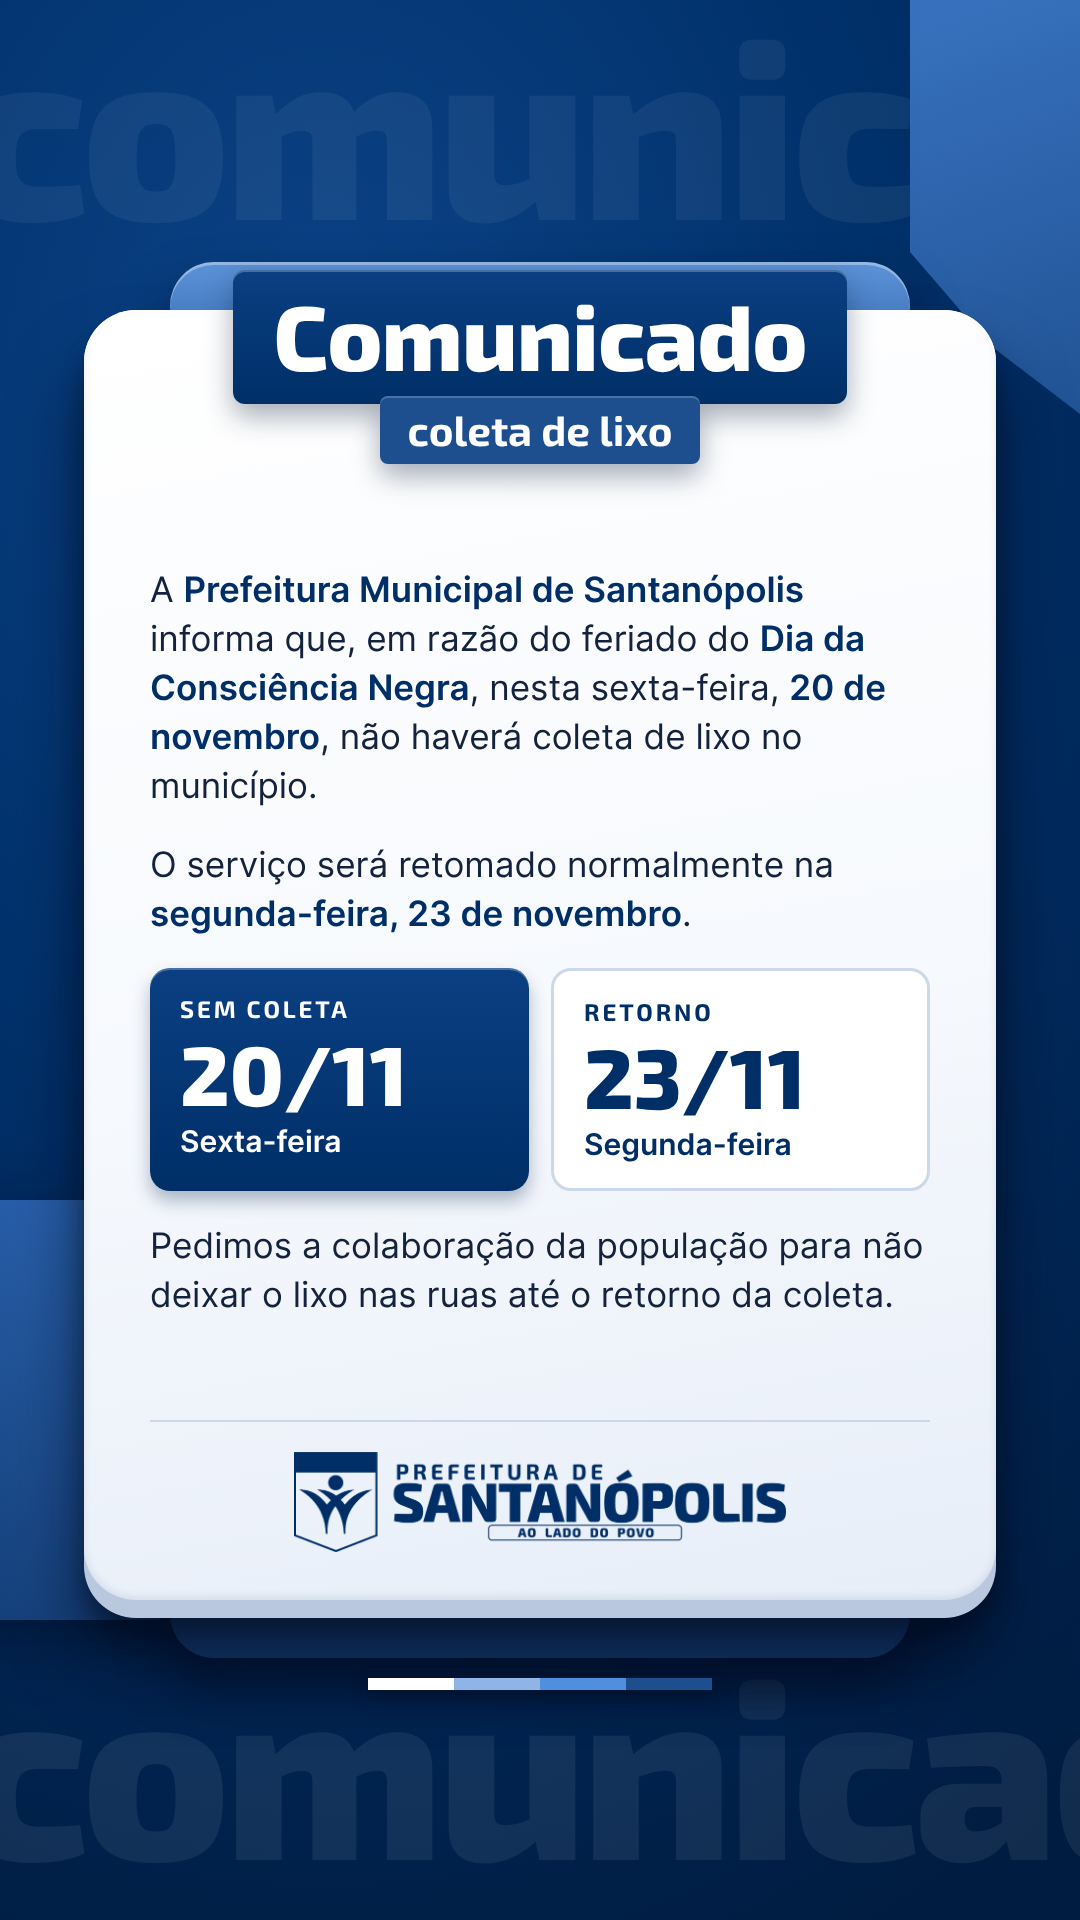 comunic
Comunicado
coleta de lixo
A Prefeitura Municipal de Santanópolis
informa que, em razão do feriado do Dia da
Consciência Negra, nesta sexta-feira, 20 de
novembro, não haverá coleta de lixo no
município.
O serviço será retomado normalmente na
segunda-feira, 23 de novembro.
SEM COLETA
20/11
Sexta-feira
RETORNO
23/11
Segunda-feira
Pedimos a colaboração da população para não
deixar o lixo nas ruas até o retorno da coleta.
PREFEITURA DE
SANTANÓPOLIS
AO LADO DO POVO
comunicad